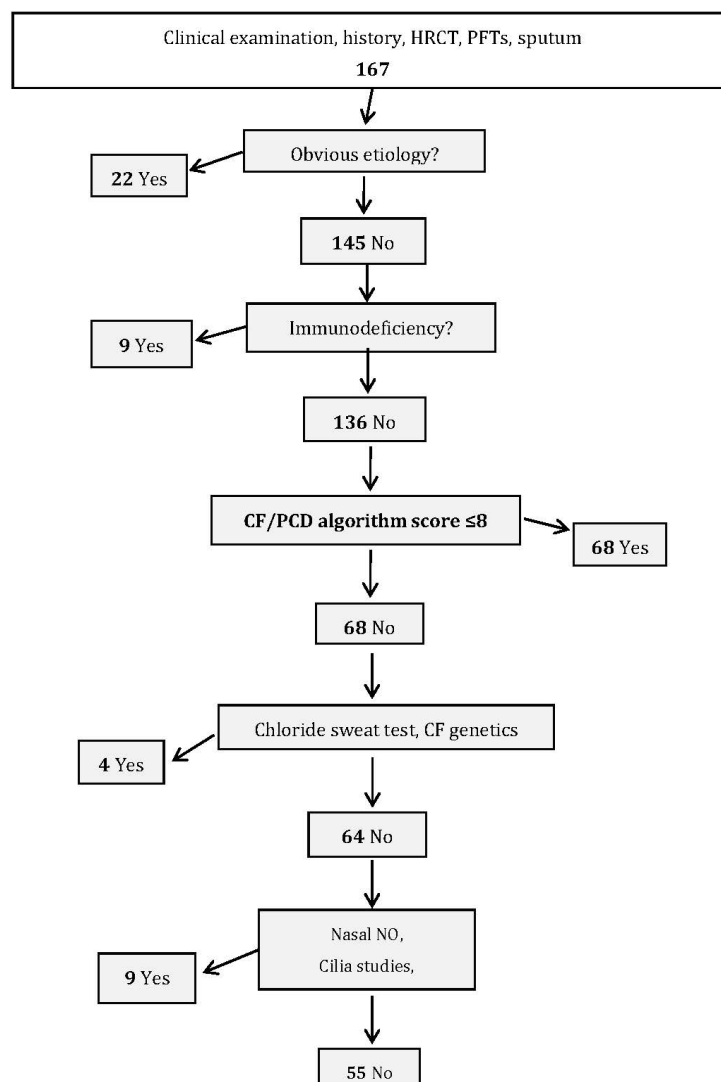 Clinical examination, history, HRCT, PFTs, sputum
167
Obvious etiology?
22 Yes
145 No
Immunodeficiency?
9 Yes
136 No
CF/PCD algorithm score ≤8
68 Yes
68 No
Chloride sweat test, CF genetics
4 Yes
64 No
Nasal NO,
Cilia studies,
9 Yes
55 No